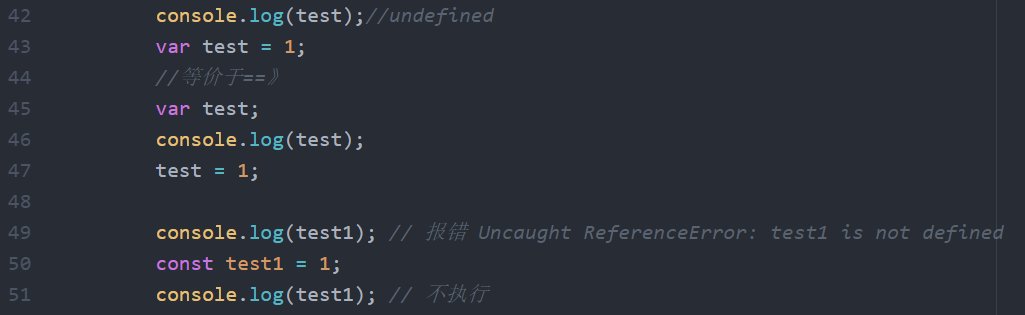 42 console.log(test);//undefined
43 var test = 1;
44 //等价于==》
45 var test;
46 console.log(test);
47 test = 1;
48
49 console.log(test1); // 报错 Uncaught ReferenceError: test1 is not defined
50 const test1 = 1;
51 console.log(test1); // 不执行